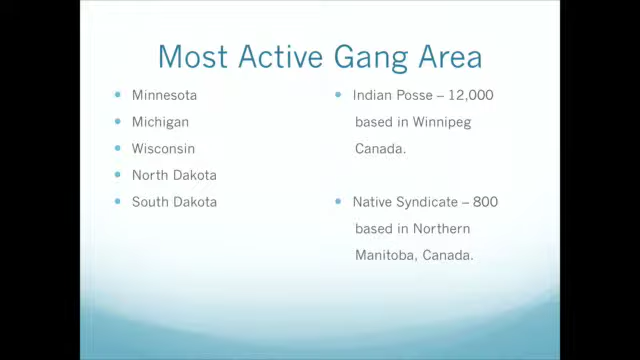 Most Active Gang Area
Minnesota
Michigan
Wisconsin
North Dakota
South Dakota
Indian Posse – 12,000
based in Winnipeg
Canada.
Native Syndicate – 800
based in Northern
Manitoba, Canada.